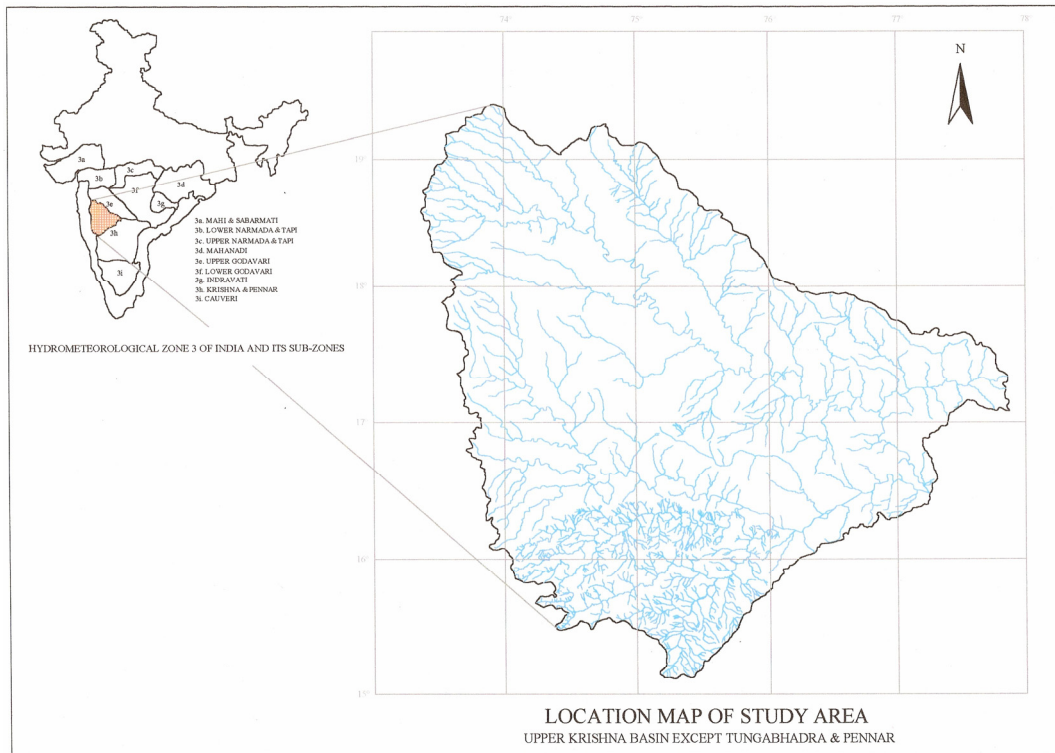 74° 75° 76° 77° 78°
N
19°
18°
17°
16°
15°
3a
3b
3c
3d
3e
3f
3g
3h
3i
3a. MAHI & SABARMATI
3b. LOWER NARMADA & TAPI
3c. UPPER NARMADA & TAPI
3d. MAHANADI
3e. UPPER GODAVARI
3f. LOWER GODAVARI
3g. INDRAVATI
3h. KRISHNA & PENNAR
3i. CAUVERI
HYDROMETEOROLOGICAL ZONE 3 OF INDIA AND ITS SUB-ZONES
LOCATION MAP OF STUDY AREA
UPPER KRISHNA BASIN EXCEPT TUNGABHADRA & PENNAR